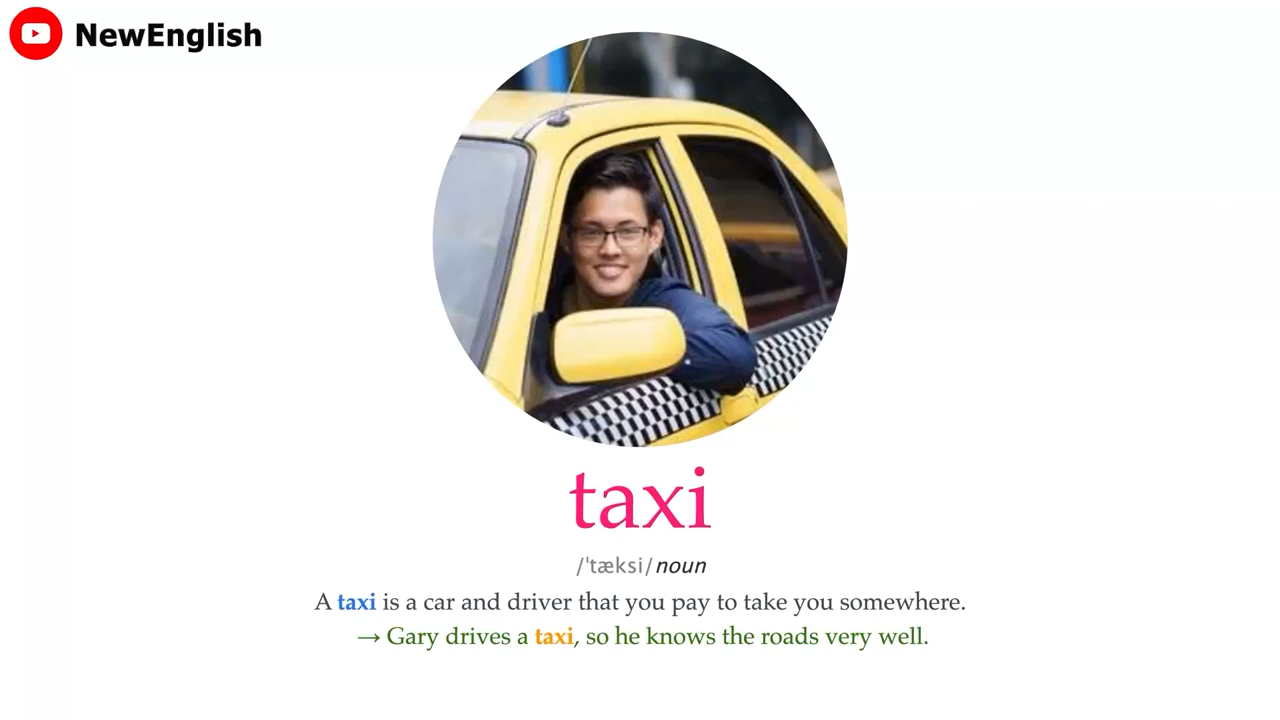 NewEnglish
taxi
/ˈtæksi/noun
A taxi is a car and driver that you pay to take you somewhere.
→ Gary drives a taxi, so he knows the roads very well.